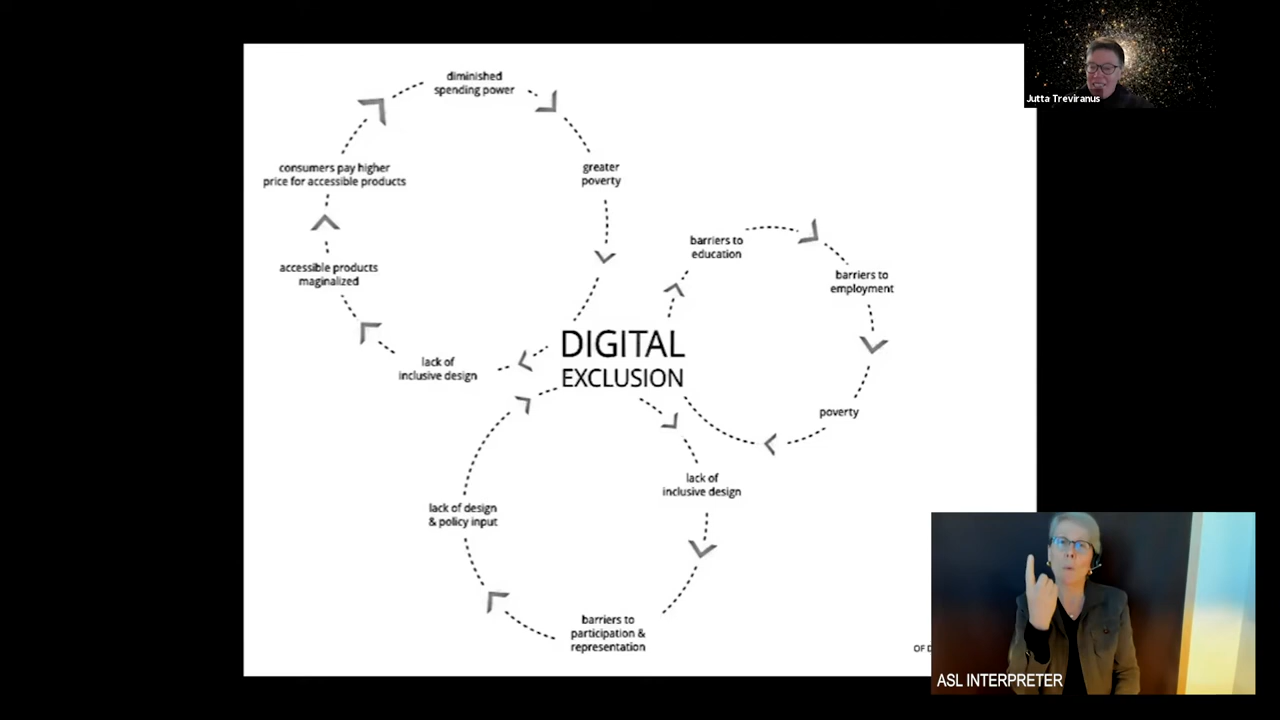 Jutta Treviranus
diminished
spending power
consumers pay higher
price for accessible products
greater
poverty
accessible products
maginalized
barriers to
education
barriers to
employment
DIGITAL
EXCLUSION
lack of
inclusive design
poverty
lack of
inclusive design
lack of design
& policy input
barriers to
participation &
representation
OF D
ASL INTERPRETER